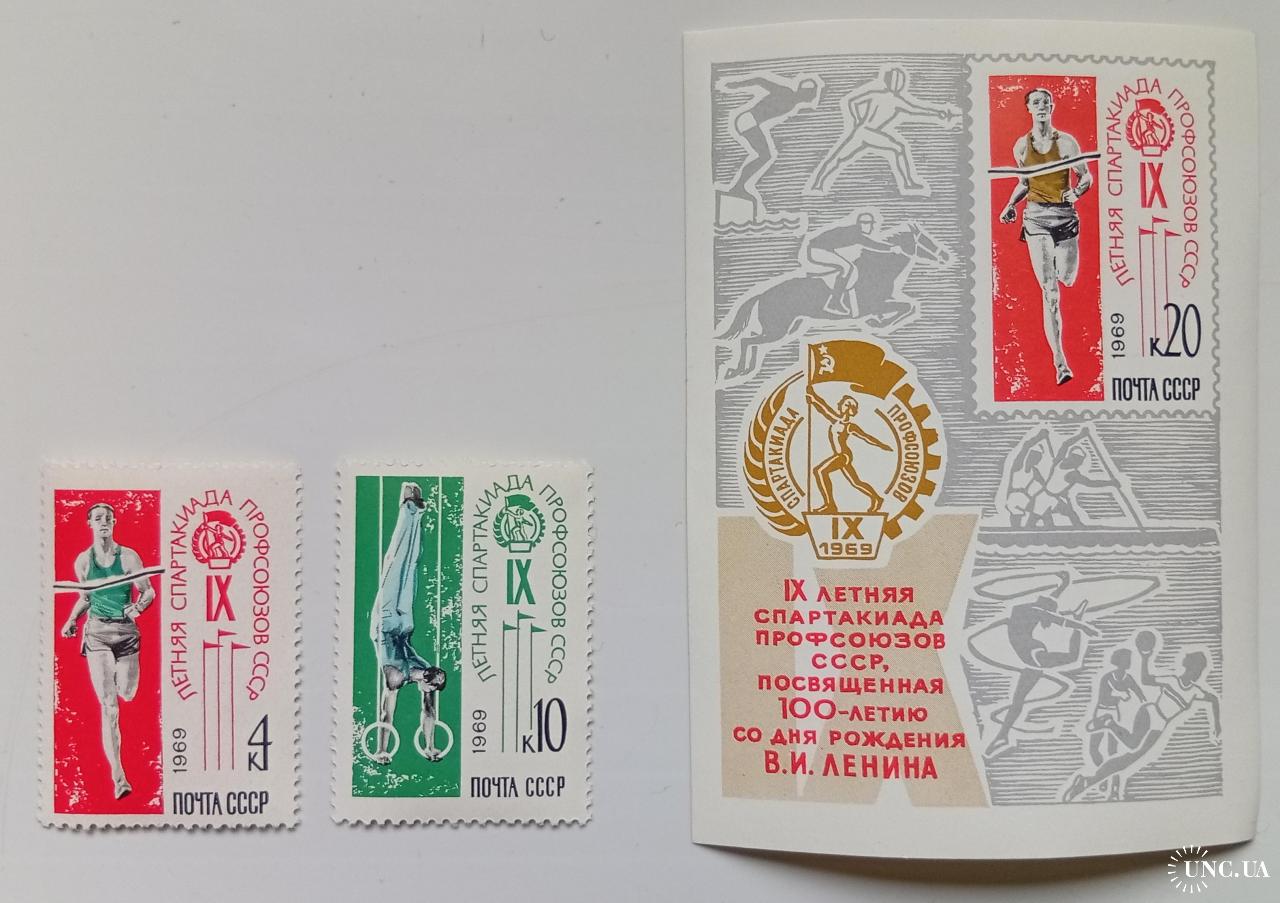 ЛЕТНЯЯ СПАРТАКИАДА ПРОФСОЮЗОВ СССР
IX
1969
К4
ПОЧТА СССР
ЛЕТНЯЯ СПАРТАКИАДА ПРОФСОЮЗОВ СССР
IX
1969
К10
ПОЧТА СССР
ЛЕТНЯЯ СПАРТАКИАДА ПРОФСОЮЗОВ СССР
IX
1969
К20
ПОЧТА СССР
СПАРТАКИАДА ПРОФСОЮЗОВ
IX
1969
IX ЛЕТНЯЯ
СПАРТАКИАДА
ПРОФСОЮЗОВ
СССР,
ПОСВЯЩЕННАЯ
100-ЛЕТИЮ
СО ДНЯ РОЖДЕНИЯ
В.И. ЛЕНИНА
UNC.UA